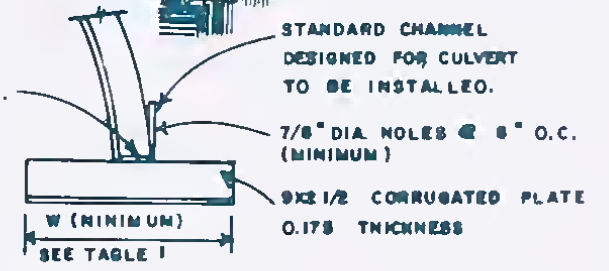 STANDARD CHANNEL
DESIGNED FOR CULVERT
TO BE INSTALLED.
7/8" DIA. HOLES @ 6" O.C.
(MINIMUM)
9X2 1/2 CORRUGATED PLATE
0.175 THICKNESS
W (MINIMUM)
SEE TABLE I